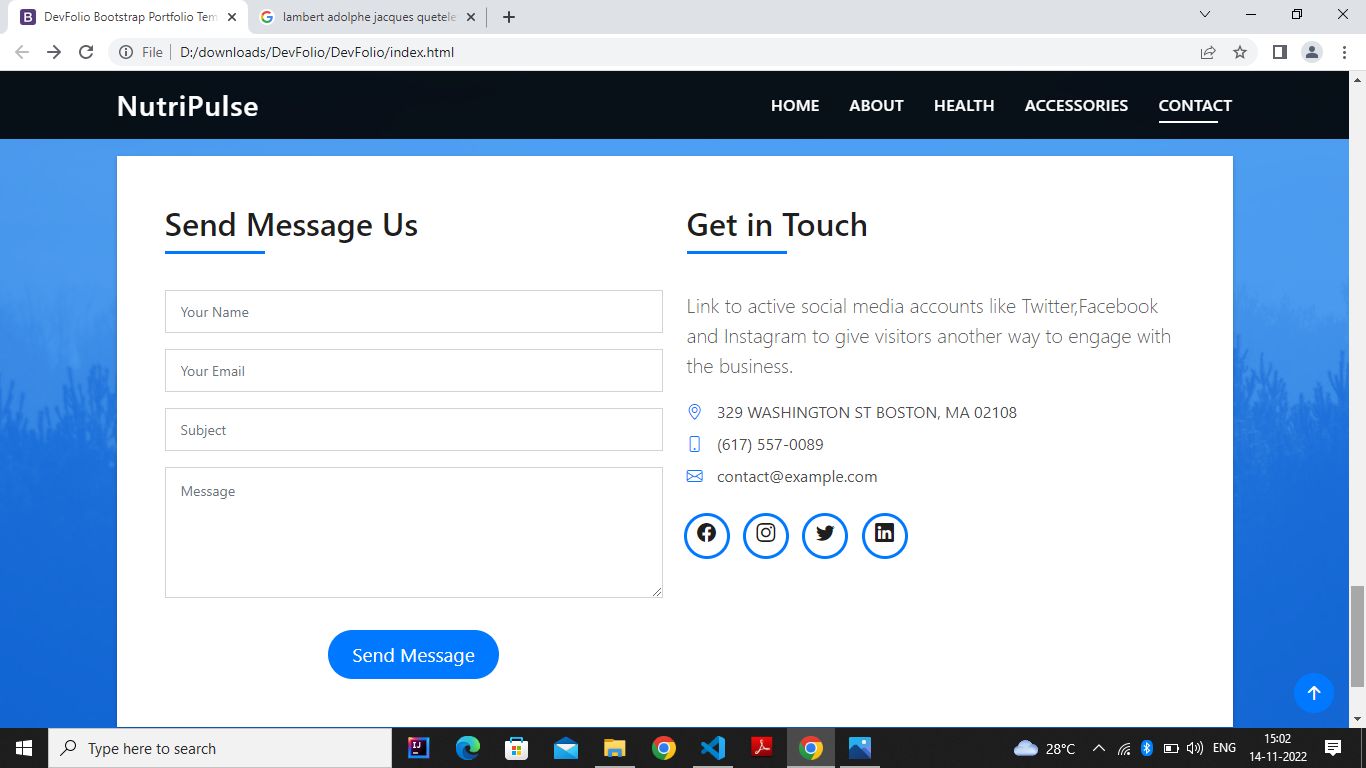 DevFolio Bootstrap Portfolio Tem
lambert adolphe jacques quetele
File
D:/downloads/DevFolio/DevFolio/index.html
NutriPulse
HOME ABOUT HEALTH ACCESSORIES CONTACT
Send Message Us
Your Name
Your Email
Subject
Message
Send Message
Get in Touch
Link to active social media accounts like Twitter,Facebook
and Instagram to give visitors another way to engage with
the business.
329 WASHINGTON ST BOSTON, MA 02108
(617) 557-0089
contact@example.com
Type here to search
28°C
ENG
15:02
14-11-2022